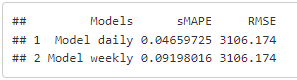 ##         Models      sMAPE     RMSE
## 1  Model daily 0.04659725 3106.174
## 2 Model weekly 0.09198016 3106.174